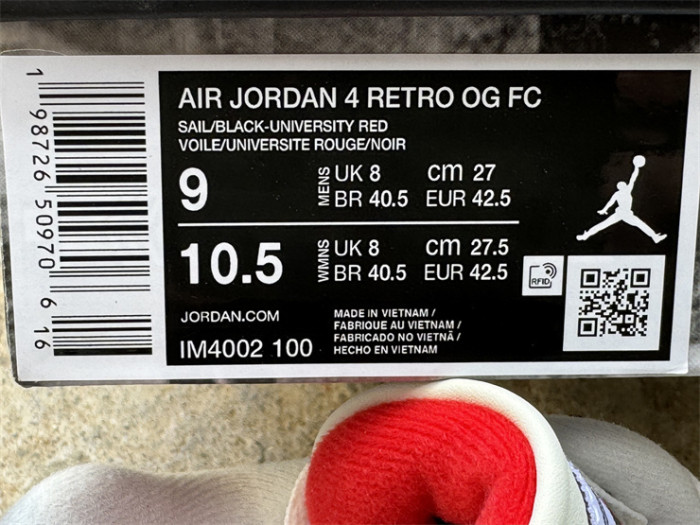 1 98726 50970 6 16
AIR JORDAN 4 RETRO OG FC
SAIL/BLACK-UNIVERSITY RED
VOILE/UNIVERSITE ROUGE/NOIR
9 MENS UK 8 cm 27
BR 40.5 EUR 42.5
10.5 WMNS UK 8 cm 27.5
BR 40.5 EUR 42.5
RFID
JORDAN.COM
IM4002 100
MADE IN VIETNAM /
FABRIQUE AU VIETNAM /
FABRICADO NO VIETNÃ /
HECHO EN VIETNAM